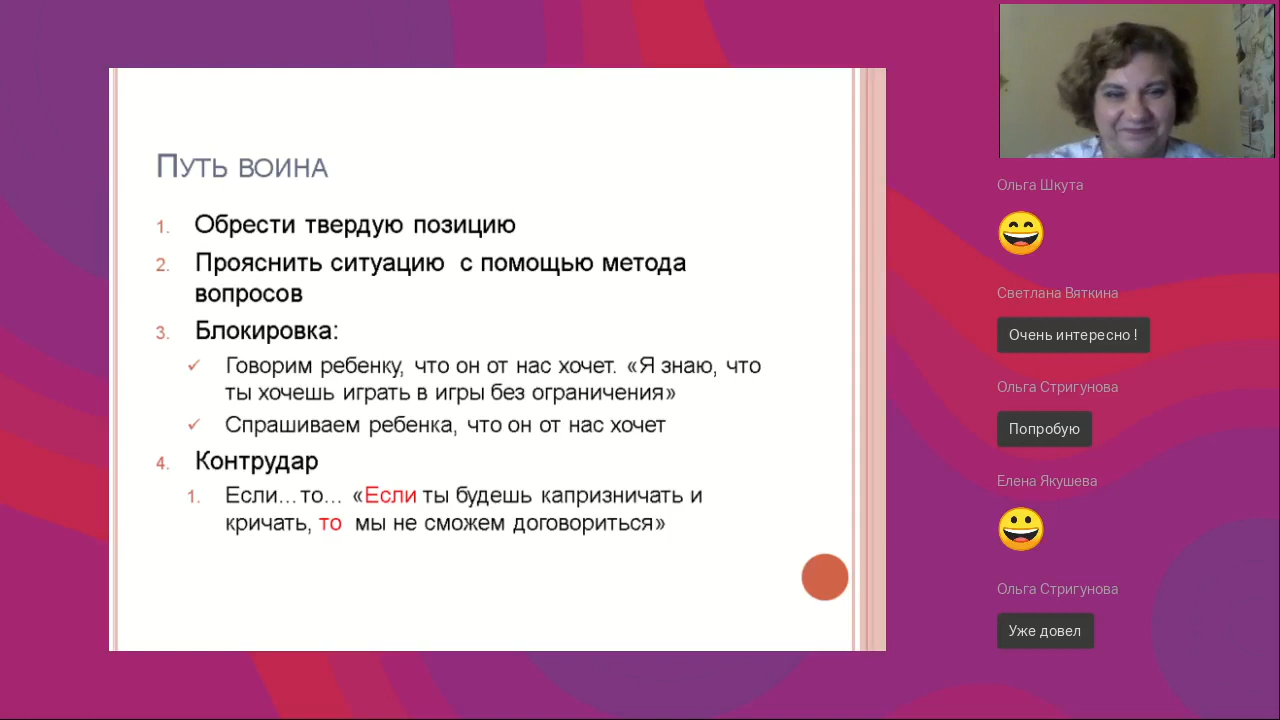 Путь воина
1. Обрести твердую позицию
2. Прояснить ситуацию с помощью метода
вопросов
3. Блокировка:
✓ Говорим ребенку, что он от нас хочет. «Я знаю, что
ты хочешь играть в игры без ограничения»
✓ Спрашиваем ребенка, что он от нас хочет
4. Контрудар
1. Если...то... «Если ты будешь капризничать и
кричать, то мы не сможем договориться»
Ольга Шкута
Светлана Вяткина
Очень интересно !
Ольга Стригунова
Попробую
Елена Якушева
Ольга Стригунова
Уже довел